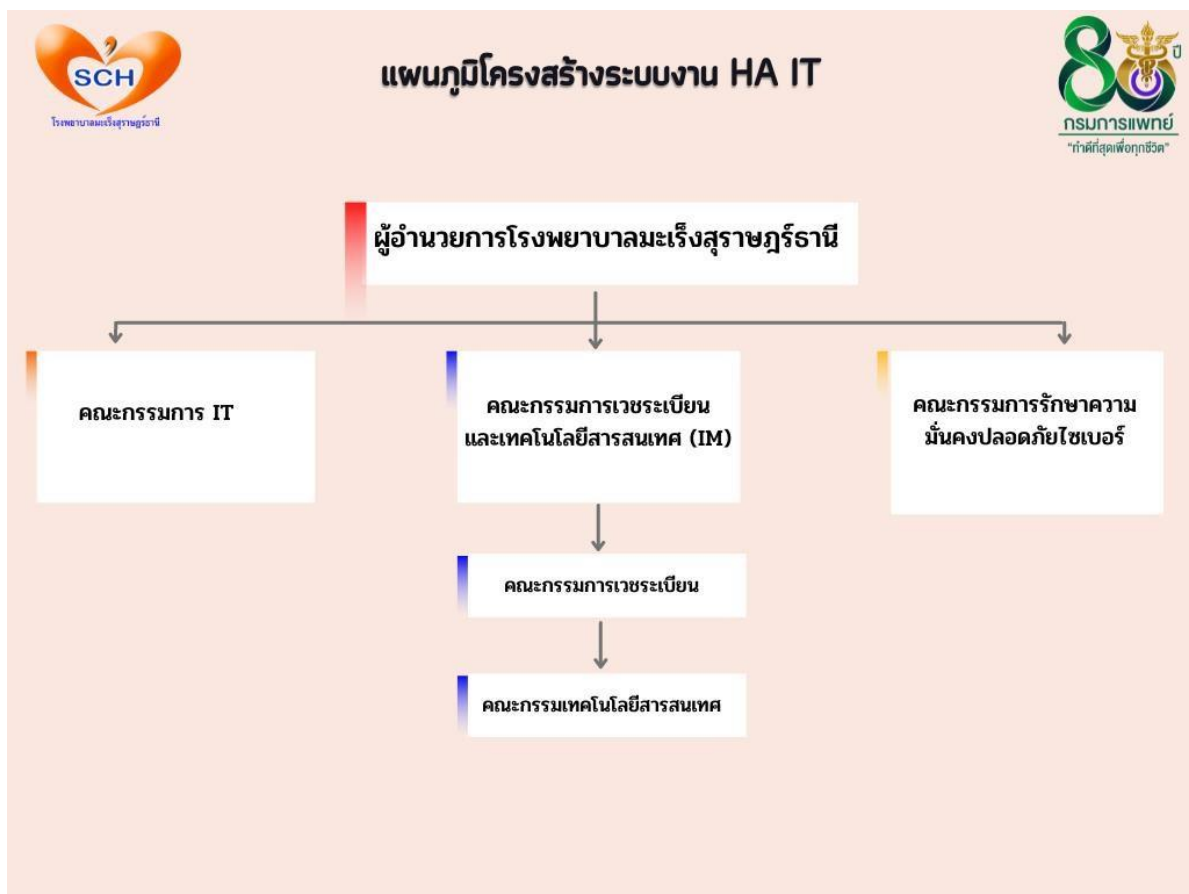 SCH
โรงพยาบาลมะเร็งสุราษฎร์ธานี
แผนภูมิโครงสร้างระบบงาน HA IT
80 ปี
กรมการแพทย์
"ทำดีที่สุดเพื่อทุกชีวิต"
ผู้อำนวยการโรงพยาบาลมะเร็งสุราษฎร์ธานี
คณะกรรมการ IT
คณะกรรมการเวชระเบียน
และเทคโนโลยีสารสนเทศ (IM)
คณะกรรมการรักษาความ
มั่นคงปลอดภัยไซเบอร์
คณะกรรมการเวชระเบียน
คณะกรรมเทคโนโลยีสารสนเทศ